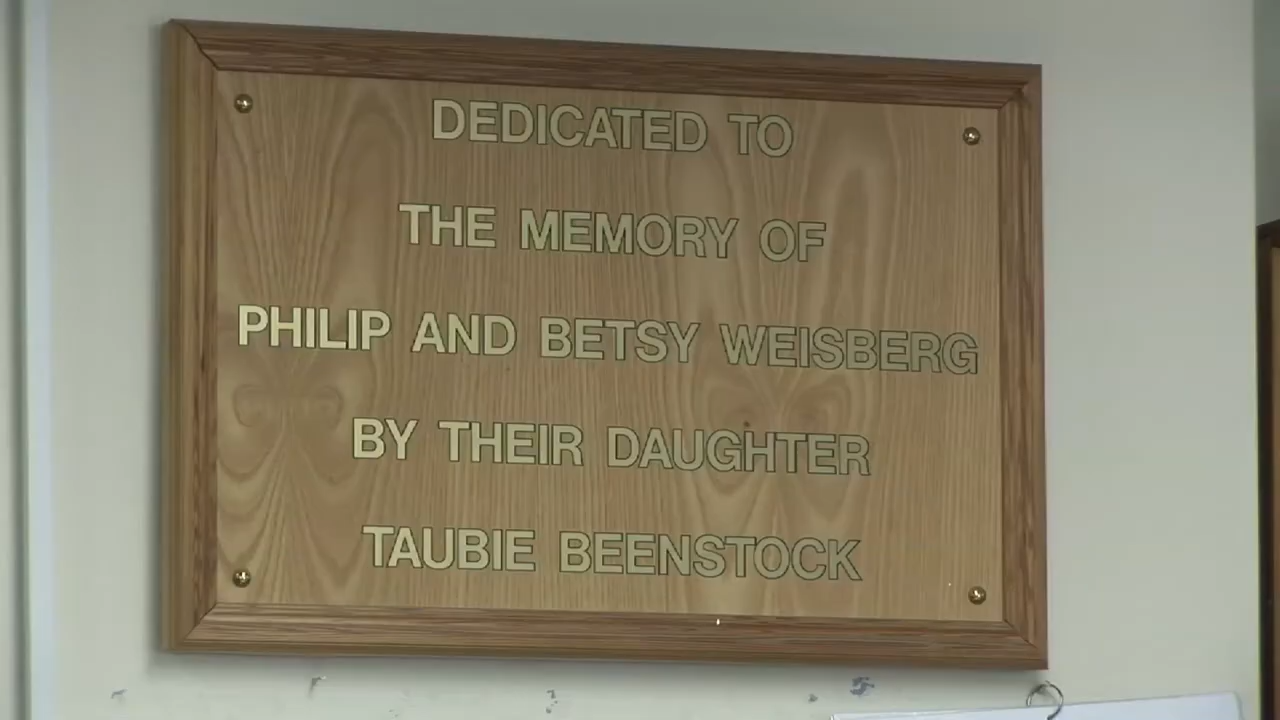 DEDICATED TO
THE MEMORY OF
PHILIP AND BETSY WEISBERG
BY THEIR DAUGHTER
TAUBIE BEENSTOCK